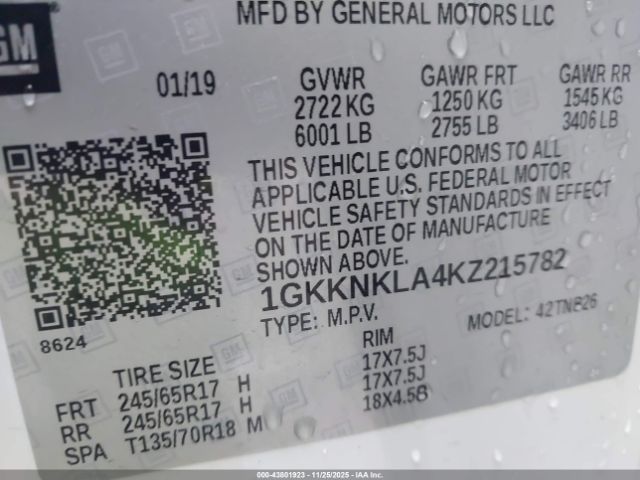 MFD BY GENERAL MOTORS LLC
GM
01/19
GVWR GAWR FRT GAWR RR
2722 KG 1250 KG 1545 KG
6001 LB 2755 LB 3406 LB
THIS VEHICLE CONFORMS TO ALL
APPLICABLE U.S. FEDERAL MOTOR
VEHICLE SAFETY STANDARDS IN EFFECT
ON THE DATE OF MANUFACTURE
SHOWN ABOVE.
1GKKNKLA4KZ215782
TYPE: M.P.V. MODEL: 42TNB26
8624
TIRE SIZE RIM
FRT 245/65R17 H 17X7.5J
RR 245/65R17 H 17X7.5J
SPA T135/70R18 M 18X4.5B
000-43801923 - 11/25/2025 - IAA Inc.